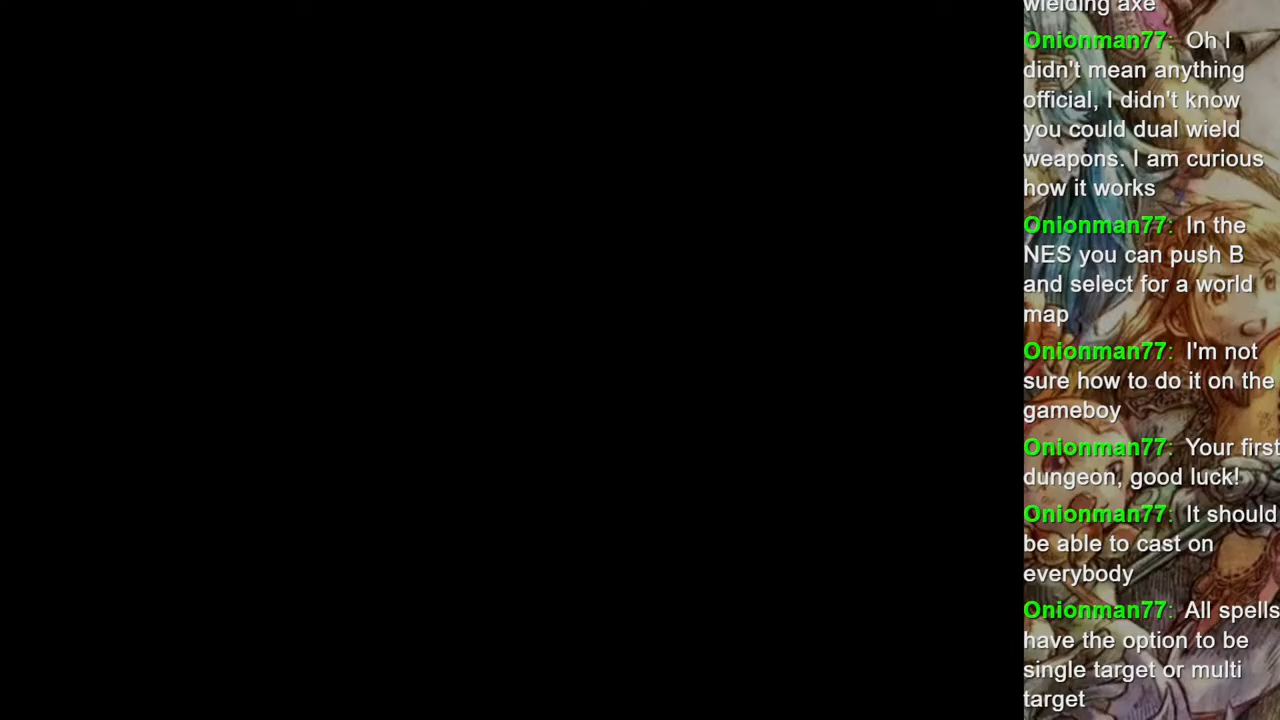 wielding axe
Onionman77: Oh I
didn't mean anything
official, I didn't know
you could dual wield
weapons. I am curious
how it works
Onionman77: In the
NES you can push B
and select for a world
map
Onionman77: I'm not
sure how to do it on the
gameboy
Onionman77: Your first
dungeon, good luck!
Onionman77: It should
be able to cast on
everybody
Onionman77: All spells
have the option to be
single target or multi
target